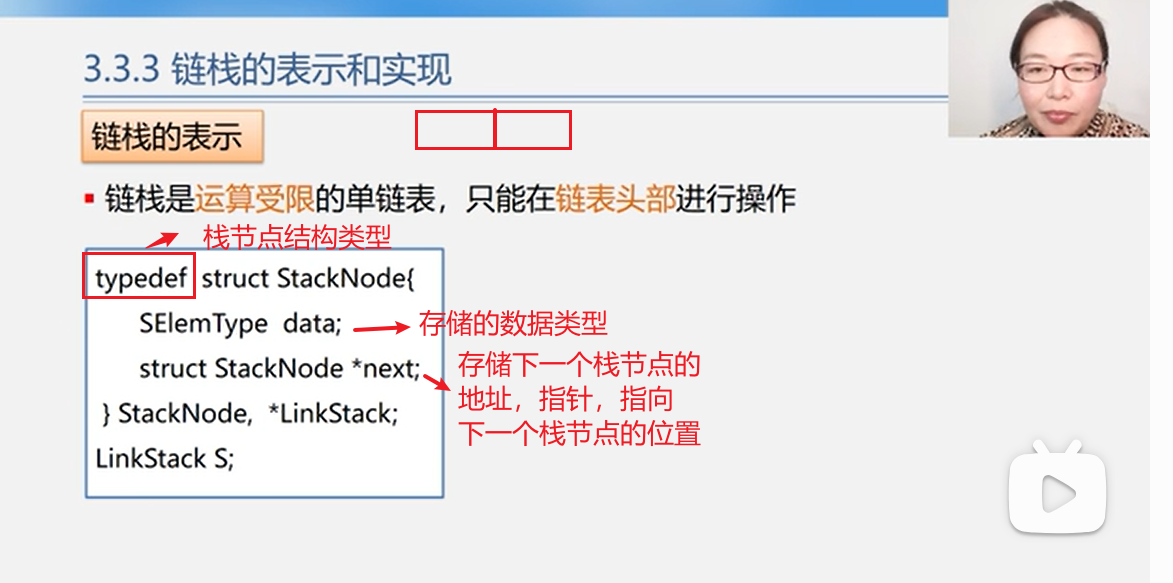 3.3.3 链栈的表示和实现
链栈的表示
链栈是运算受限的单链表，只能在链表头部进行操作
栈节点结构类型
typedef struct StackNode{
SElemType data;
存储的数据类型
struct StackNode *next;
存储下一个栈节点的
地址，指针，指向
下一个栈节点的位置
} StackNode, *LinkStack;
LinkStack S;